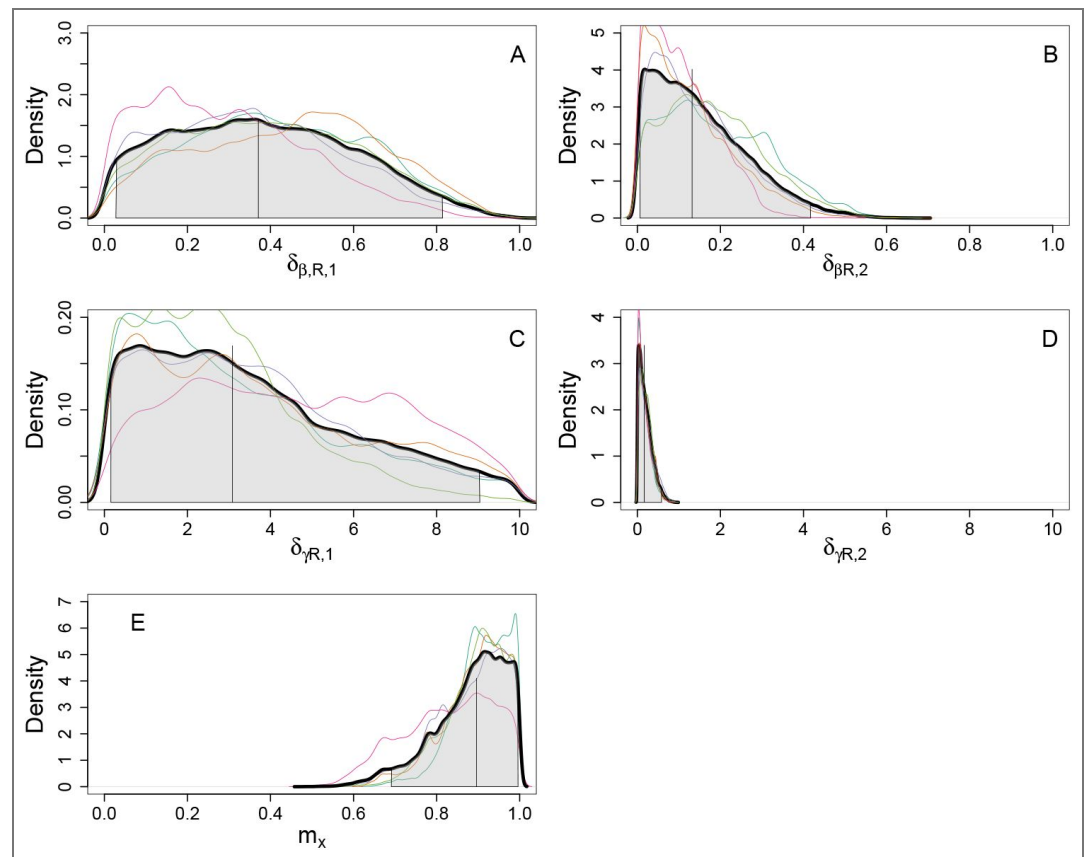 A
Density
0.0 1.0 2.0 3.0
0.0 0.2 0.4 0.6 0.8 1.0
δβ,R,1
B
Density
0 1 2 3 4 5
0.0 0.2 0.4 0.6 0.8 1.0
δβR,2
C
Density
0.00 0.10 0.20
0 2 4 6 8 10
δγR,1
D
Density
0 1 2 3 4
0 2 4 6 8 10
δγR,2
E
Density
0 1 2 3 4 5 6 7
0.0 0.2 0.4 0.6 0.8 1.0
mx